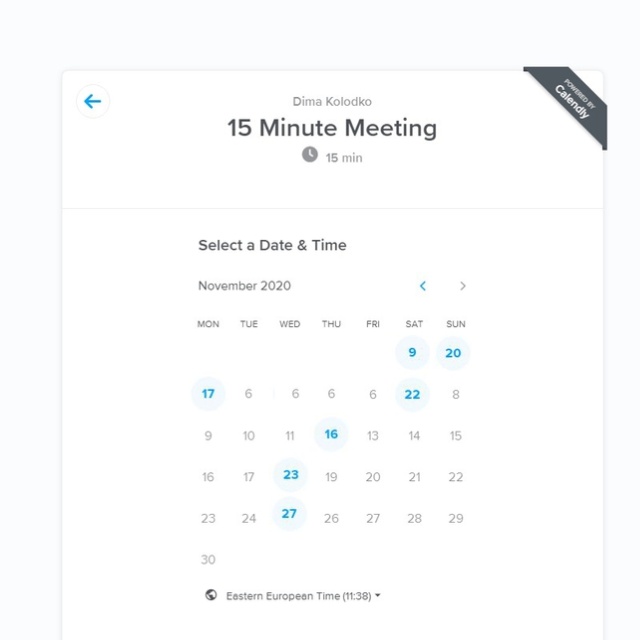 POWERED BY
Calendly
Dima Kolodko
15 Minute Meeting
15 min
Select a Date & Time
November 2020
MON TUE WED THU FRI SAT SUN
9 20
17 6 6 6 6 22 8
9 10 11 16 13 14 15
16 17 23 19 20 21 22
23 24 27 26 27 28 29
30
Eastern European Time (11:38)